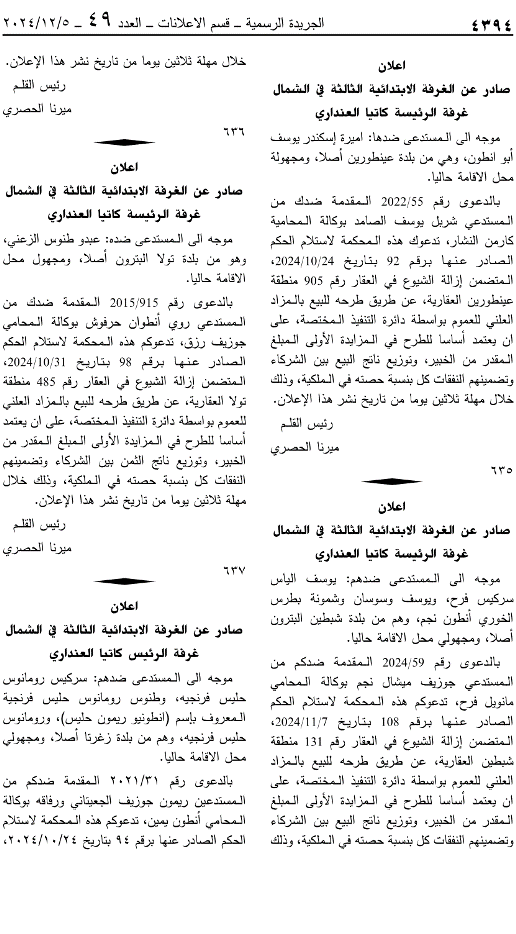 ٤٣٩٤
الجريدة الرسمية – قسم الاعلانات – العدد ٤٩ – ٢٠٢٤/١٢/٥
اعلان
صادر عن الغرفة الابتدائية الثالثة في الشمال
غرفة الرئيسة كاتيا العنداري
موجه الى المستدعى ضدها: اميرة إسكندر يوسف
أبو انطون، وهي من بلدة عينطورين أصلا، ومجهولة
محل الاقامة حاليا.
بالدعوى رقم 2022/55 المقدمة ضدك من
المستدعي شربل يوسف الصامد بوكالة المحامية
كارمن النشار، تدعوك هذه المحكمة لاستلام الحكم
الصادر عنها برقم 92 بتاريخ 2024/10/24،
المتضمن إزالة الشيوع في العقار رقم 905 منطقة
عينطورين العقارية، عن طريق طرحه للبيع بالمزاد
العلني للعموم بواسطة دائرة التنفيذ المختصة، على
ان يعتمد أساسا للطرح في المزايدة الأولى المبلغ
المقدر من الخبير، وتوزيع ناتج البيع بين الشركاء
وتضمينهم النفقات كل بنسبة حصته في الملكية، وذلك
خلال مهلة ثلاثين يوما من تاريخ نشر هذا الإعلان.
رئيس القلم
ميرنا الحصري
٦٣٥
اعلان
صادر عن الغرفة الابتدائية الثالثة في الشمال
غرفة الرئيسة كاتيا العنداري
موجه الى المستدعى ضدهم: يوسف الياس
سركيس فرح، ويوسف وسوسان وشمونة بطرس
الخوري أنطون نجم، وهم من بلدة شبطين البترون
أصلا، ومجهولي محل الاقامة حاليا.
بالدعوى رقم 2024/59 المقدمة ضدكم من
المستدعي جوزيف ميشال نجم بوكالة المحامي
مانويل فرح، تدعوكم هذه المحكمة لاستلام الحكم
الصادر عنها برقم 108 بتاريخ 2024/11/7،
المتضمن إزالة الشيوع في العقار رقم 131 منطقة
شبطين العقارية، عن طريق طرحه للبيع بالمزاد
العلني للعموم بواسطة دائرة التنفيذ المختصة، على
ان يعتمد أساسا للطرح في المزايدة الأولى المبلغ
المقدر من الخبير، وتوزيع ناتج البيع بين الشركاء
وتضمينهم النفقات كل بنسبة حصته في الملكية، وذلك
خلال مهلة ثلاثين يوما من تاريخ نشر هذا الإعلان.
رئيس القلم
ميرنا الحصري
٦٣٦
اعلان
صادر عن الغرفة الابتدائية الثالثة في الشمال
غرفة الرئيسة كاتيا العنداري
موجه الى المستدعى ضده: عبدو طنوس الزعني،
وهو من بلدة تولا البترون أصلا، ومجهول محل
الاقامة حاليا.
بالدعوى رقم 2015/915 المقدمة ضدك من
المستدعي روي أنطوان حرفوش بوكالة المحامي
جوزيف رزق، تدعوكم هذه المحكمة لاستلام الحكم
الصادر عنها برقم 98 بتاريخ 2024/10/31،
المتضمن إزالة الشيوع في العقار رقم 485 منطقة
تولا العقارية، عن طريق طرحه للبيع بالمزاد العلني
للعموم بواسطة دائرة التنفيذ المختصة، على ان يعتمد
أساسا للطرح في المزايدة الأولى المبلغ المقدر من
الخبير، وتوزيع ناتج الثمن بين الشركاء وتضمينهم
النفقات كل بنسبة حصته في الملكية، وذلك خلال
مهلة ثلاثين يوما من تاريخ نشر هذا الإعلان.
رئيس القلم
ميرنا الحصري
٦٣٧
اعلان
صادر عن الغرفة الابتدائية الثالثة في الشمال
غرفة الرئيس كاتيا العنداري
موجه الى المستدعى ضدهم: سركيس رومانوس
حليس فرنجيه، وطنوس رومانوس حليس فرنجية
المعروف بإسم (انطونيو ريمون حليس)، ورومانوس
حليس فرنجيه، وهم من بلدة زغرتا أصلا، ومجهولي
محل الاقامة حاليا.
بالدعوى رقم ٢٠٢١/٣١ المقدمة ضدكم من
المستدعين ريمون جوزيف الجعيتاني ورفاقه بوكالة
المحامي أنطون يمين، تدعوكم هذه المحكمة لاستلام
الحكم الصادر عنها برقم ٩٤ بتاريخ ٢٠٢٤/١٠/٢٤،